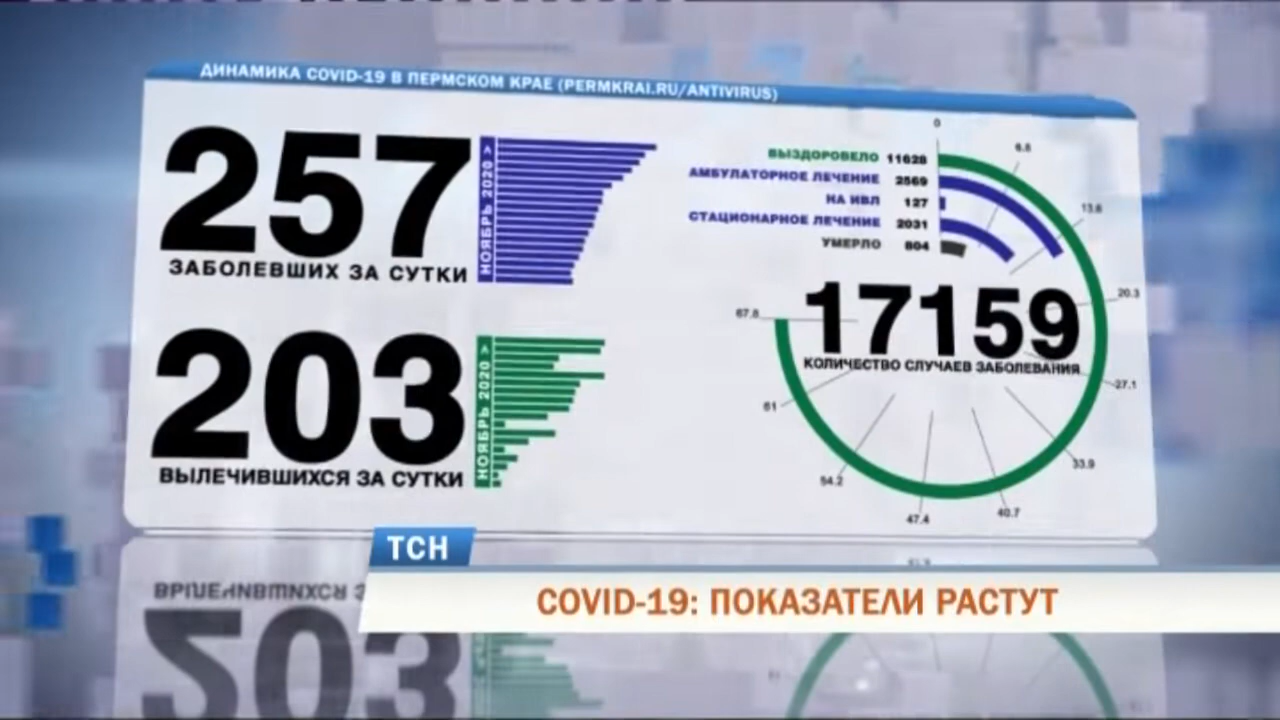 ДИНАМИКА COVID-19 В ПЕРМСКОМ КРАЕ (PERMKRAI.RU/ANTIVIRUS)
257
ЗАБОЛЕВШИХ ЗА СУТКИ
НОЯБРЬ 2020 >
203
ВЫЛЕЧИВШИХСЯ ЗА СУТКИ
НОЯБРЬ 2020 >
ВЫЗДОРОВЕЛО 11628
АМБУЛАТОРНОЕ ЛЕЧЕНИЕ 2569
НА ИВЛ 127
СТАЦИОНАРНОЕ ЛЕЧЕНИЕ 2031
УМЕРЛО 804
0
6.8
13.6
20.3
27.1
33.9
40.7
47.4
54.2
61
67.8
17159
КОЛИЧЕСТВО СЛУЧАЕВ ЗАБОЛЕВАНИЯ
ТСН
COVID-19: ПОКАЗАТЕЛИ РАСТУТ